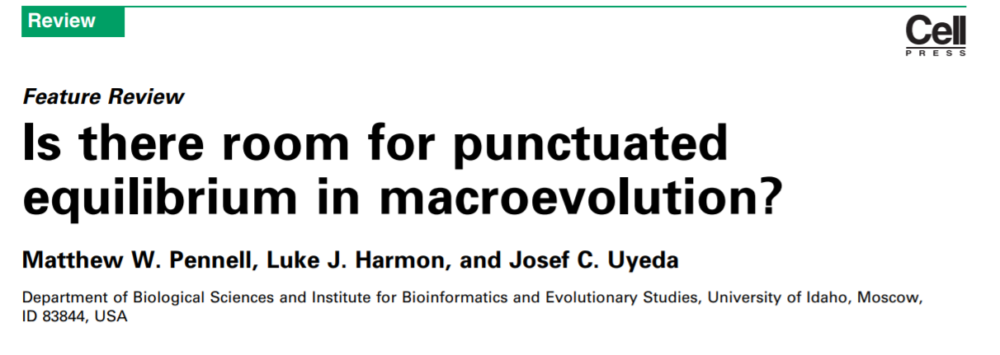 Review
Cell
PRESS
Feature Review
Is there room for punctuated
equilibrium in macroevolution?
Matthew W. Pennell, Luke J. Harmon, and Josef C. Uyeda
Department of Biological Sciences and Institute for Bioinformatics and Evolutionary Studies, University of Idaho, Moscow,
ID 83844, USA